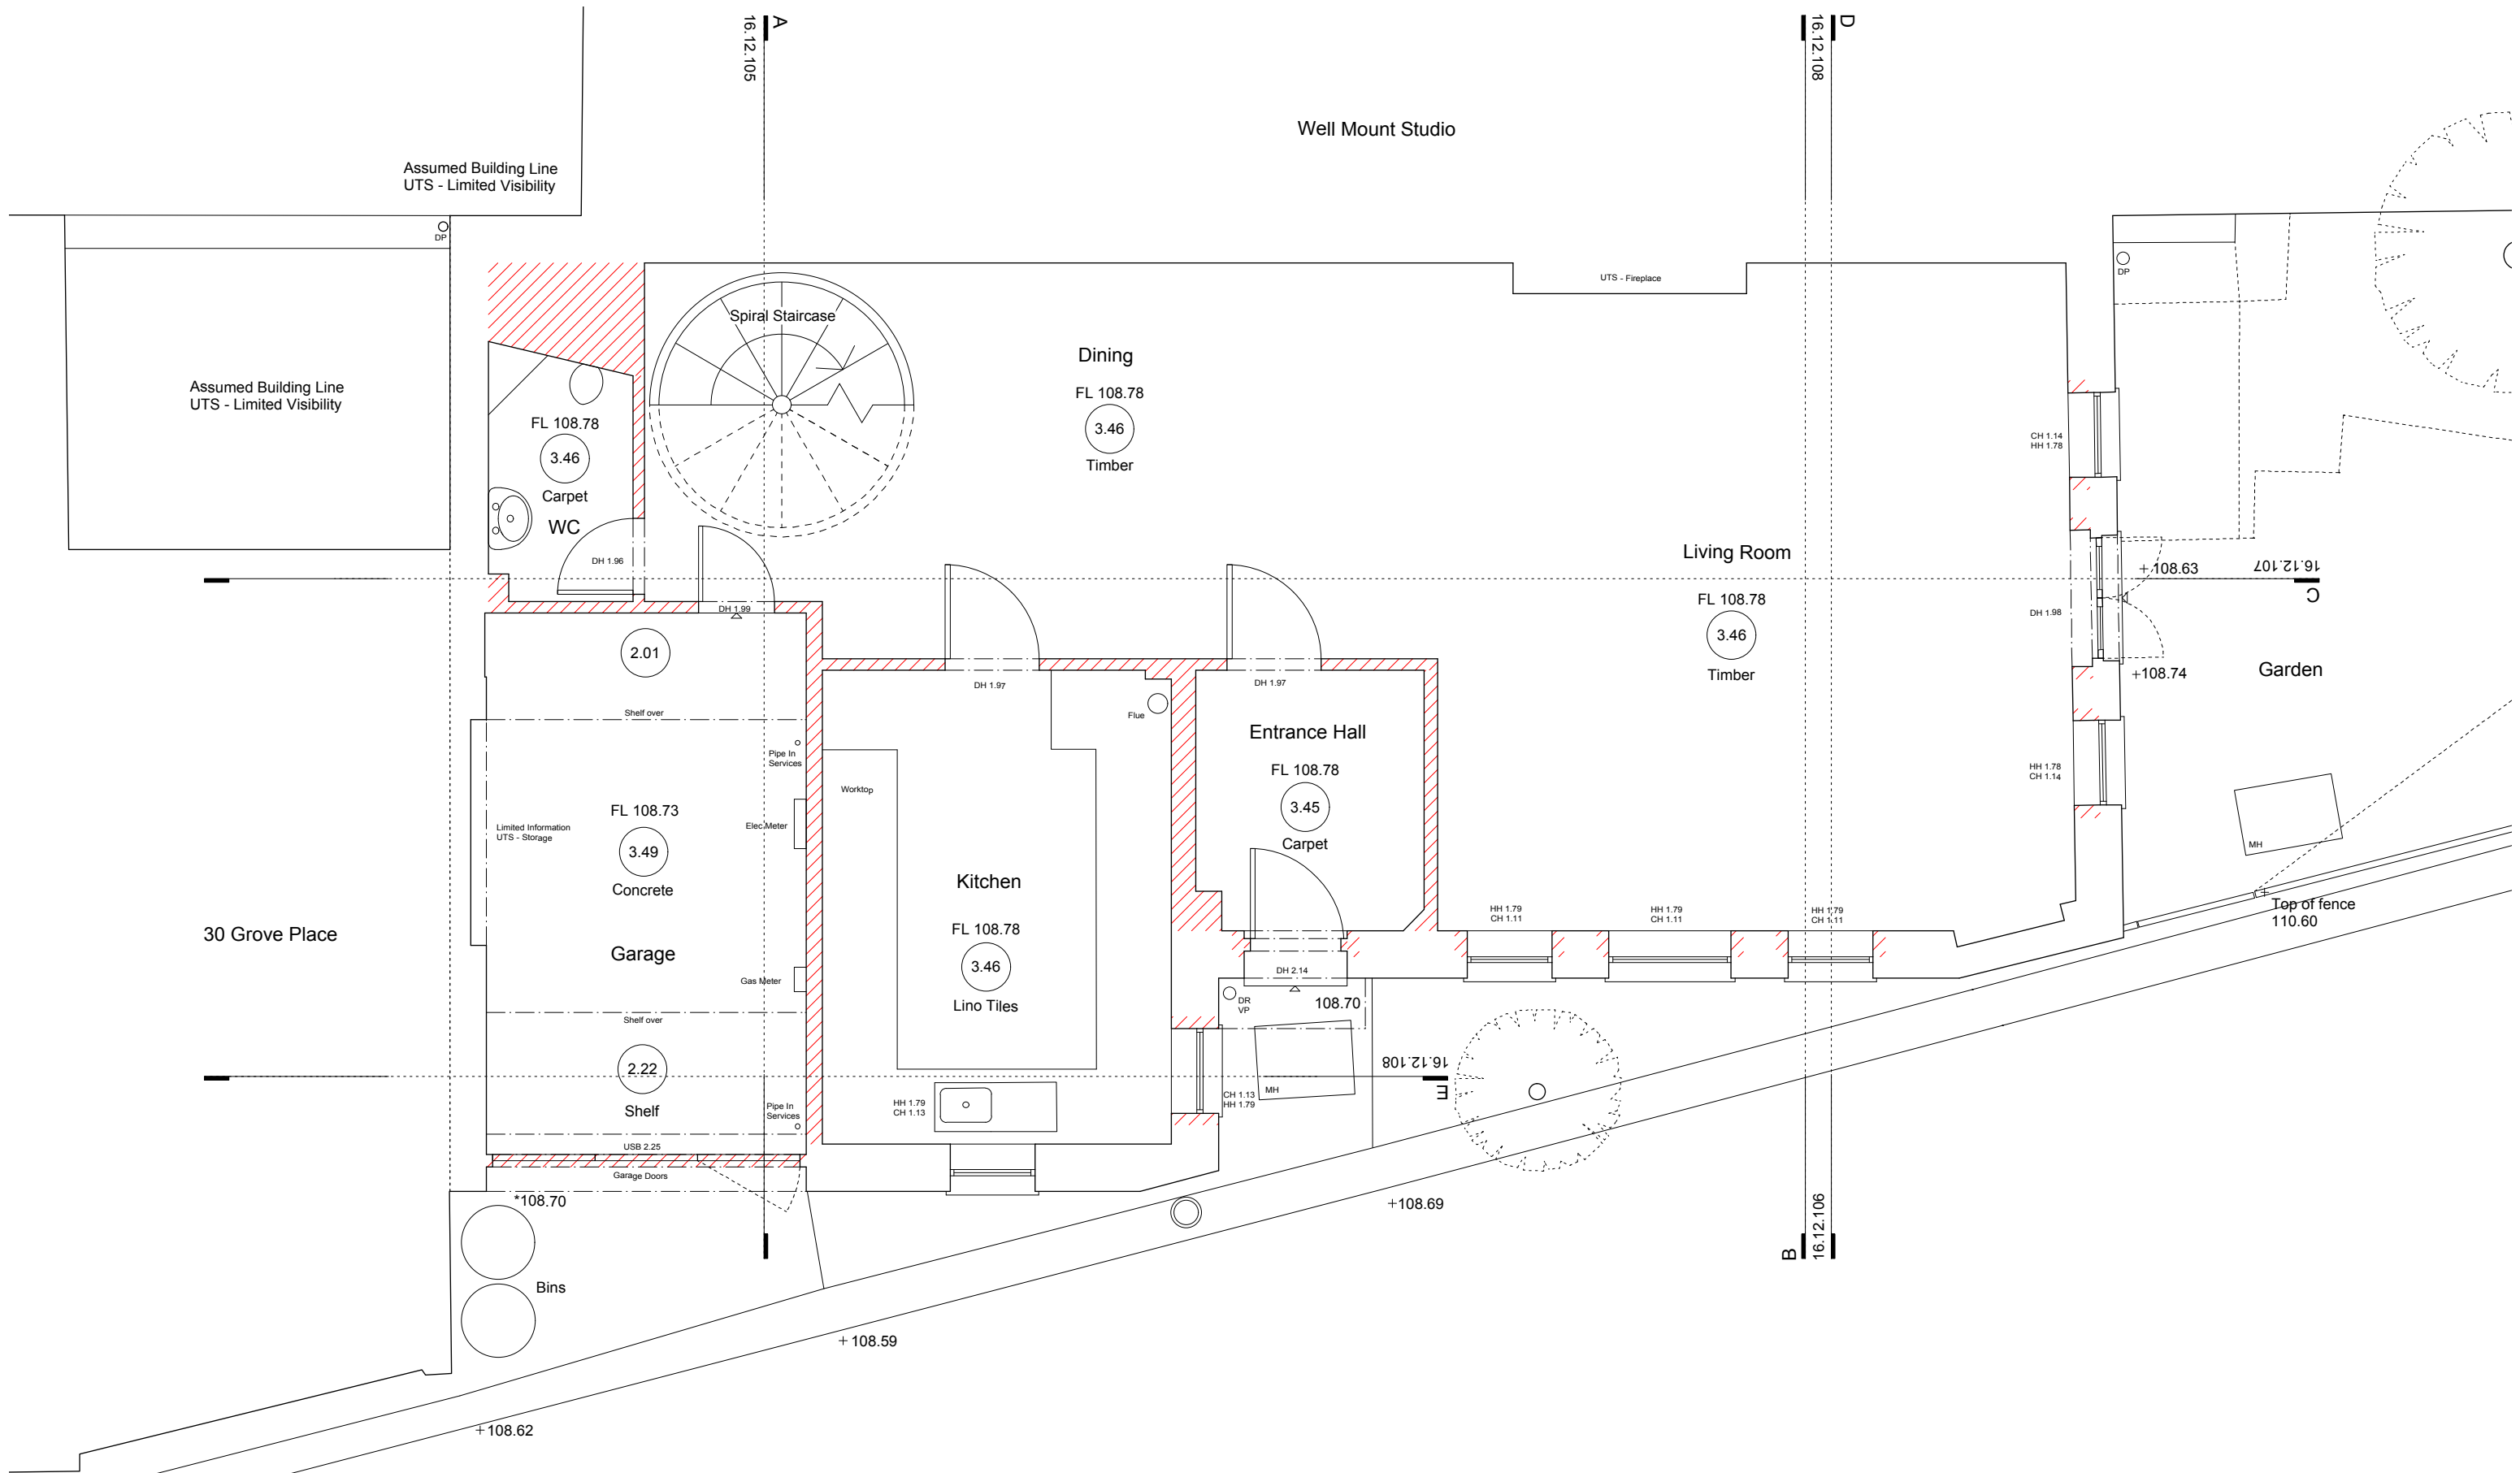 A
16.12.105
16.12.108
D
Well Mount Studio
Assumed Building Line
UTS - Limited Visibility
DP
UTS - Fireplace
DP
Spiral Staircase
Dining
FL 108.78
3.46
Timber
Assumed Building Line
UTS - Limited Visibility
FL 108.78
3.46
Carpet
WC
DH 1.96
CH 1.14
HH 1.78
Living Room
+108.63
16.12.107
C
DH 1.99
FL 108.78
3.46
Timber
DH 1.98
+108.74
Garden
2.01
DH 1.97
DH 1.97
Shelf over
Flue
Entrance Hall
Pipe In
Services
FL 108.78
3.45
Carpet
HH 1.78
CH 1.14
Worktop
FL 108.73
3.49
Concrete
Elec Meter
Limited Information
UTS - Storage
MH
Kitchen
30 Grove Place
Garage
FL 108.78
3.46
Lino Tiles
HH 1.79
CH 1.11
HH 1.79
CH 1.11
HH 1.79
CH 1.11
Top of fence
110.60
Gas Meter
DH 2.14
DR
VP
108.70
Shelf over
2.22
Shelf
16.12.108
E
MH
HH 1.79
CH 1.13
CH 1.13
HH 1.79
Pipe In
Services
USB 2.25
Garage Doors
*108.70
+108.69
B
16.12.106
Bins
+108.59
+108.62